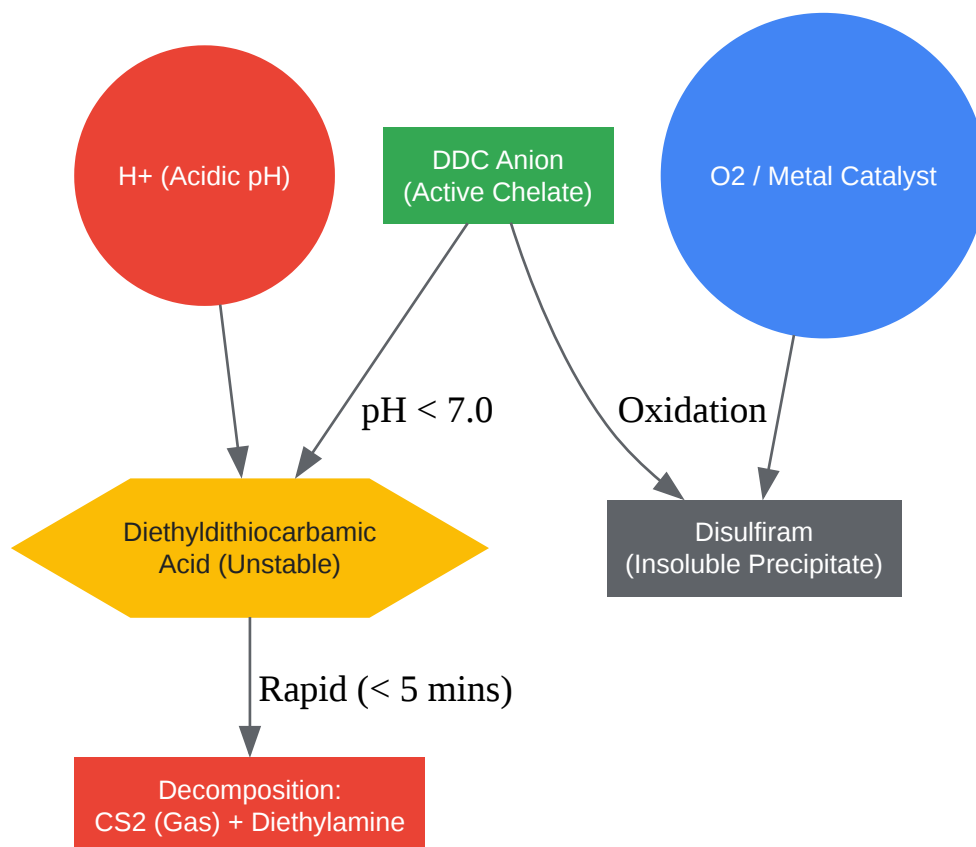 H+ (Acidic pH)
DDC Anion
(Active Chelate)
O2 / Metal Catalyst
pH < 7.0
Oxidation
Diethyldithiocarbamic
Acid (Unstable)
Disulfiram
(Insoluble Precipitate)
Rapid (< 5 mins)
Decomposition:
CS2 (Gas) + Diethylamine